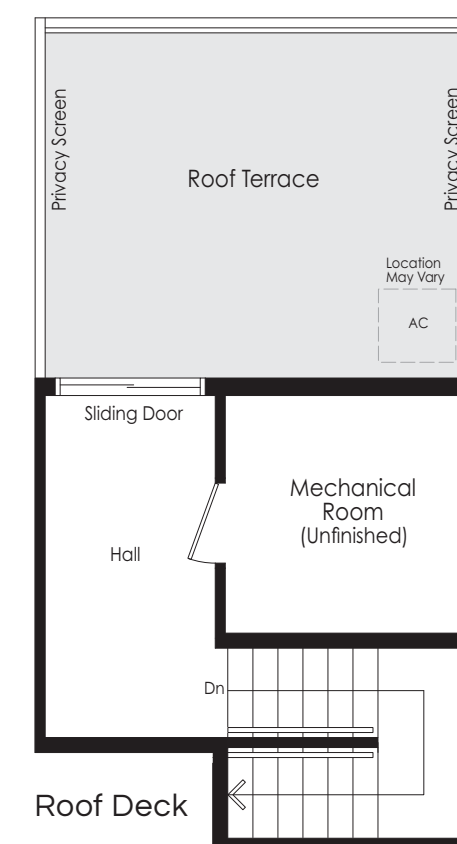 Privacy Screen
Privacy Screen
Roof Terrace
Location
May Vary
AC
Sliding Door
Mechanical
Room
(Unfinished)
Hall
Dn
Roof Deck